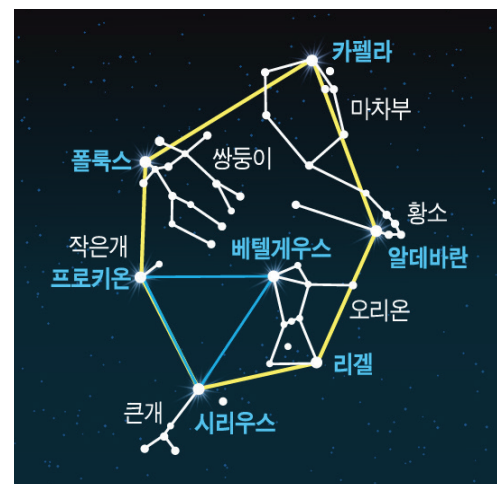 카펠라
마차부
폴룩스
쌍둥이
황소
작은개
베텔게우스
알데바란
프로키온
오리온
리겔
큰개
시리우스